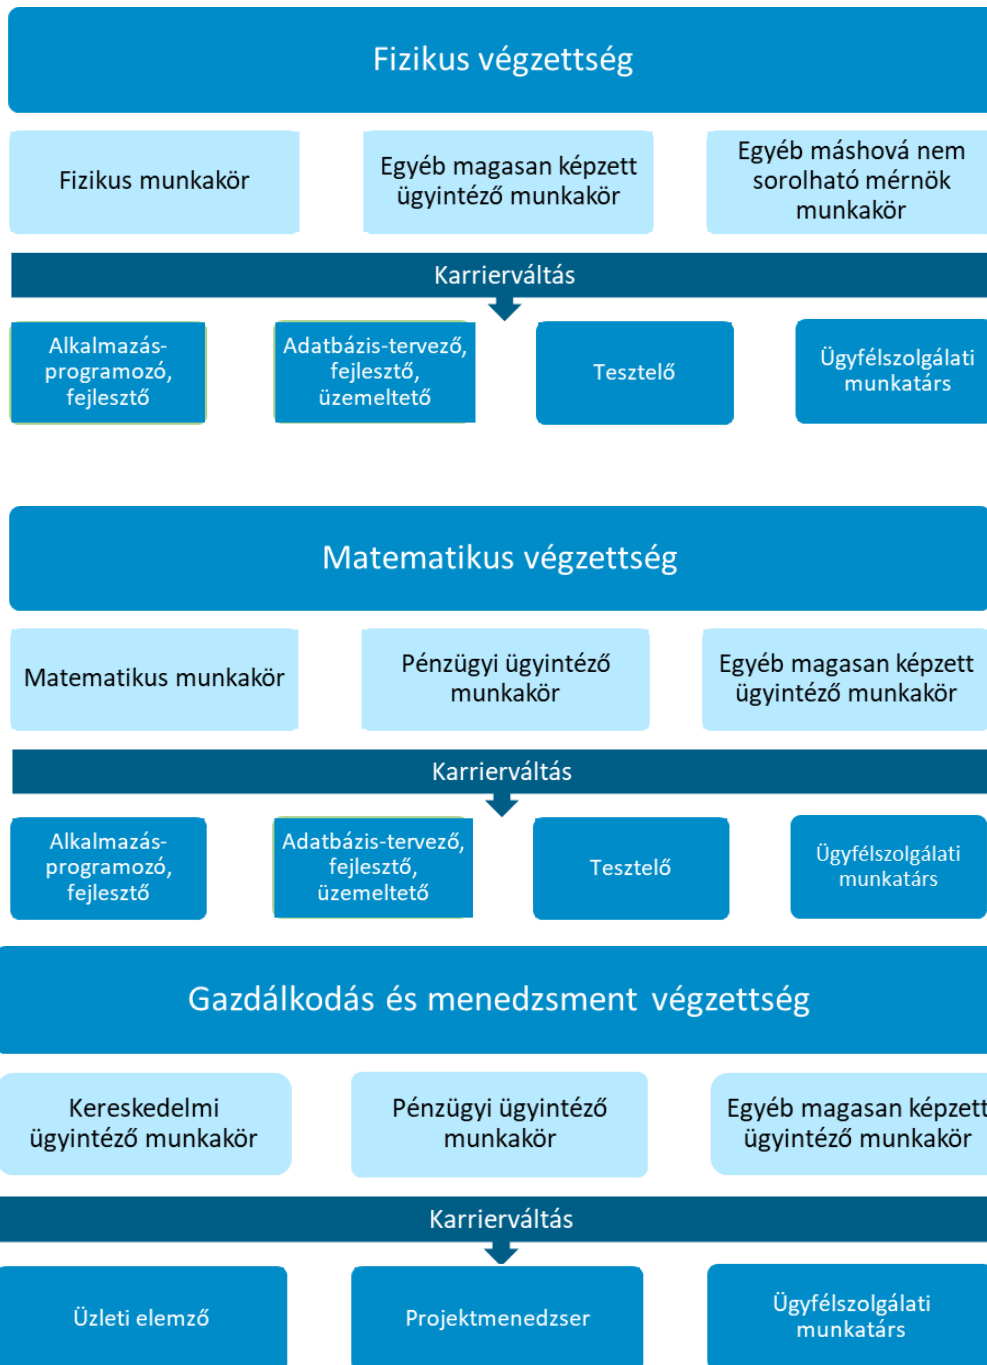 Fizikus végzettség
Fizikus munkakör
Egyéb magasan képzett
ügyintéző munkakör
Egyéb máshová nem
sorolható mérnök
munkakör
Karrierváltás
Alkalmazás-
programozó,
fejlesztő
Adatbázis-tervező,
fejlesztő,
üzemeltető
Tesztelő
Ügyfélszolgálati
munkatárs
Matematikus végzettség
Matematikus munkakör
Pénzügyi ügyintéző
munkakör
Egyéb magasan képzett
ügyintéző munkakör
Karrierváltás
Alkalmazás-
programozó,
fejlesztő
Adatbázis-tervező,
fejlesztő,
üzemeltető
Tesztelő
Ügyfélszolgálati
munkatárs
Gazdálkodás és menedzsment végzettség
Kereskedelmi
ügyintéző munkakör
Pénzügyi ügyintéző
munkakör
Egyéb magasan képzett
ügyintéző munkakör
Karrierváltás
Üzleti elemző
Projektmenedzser
Ügyfélszolgálati
munkatárs